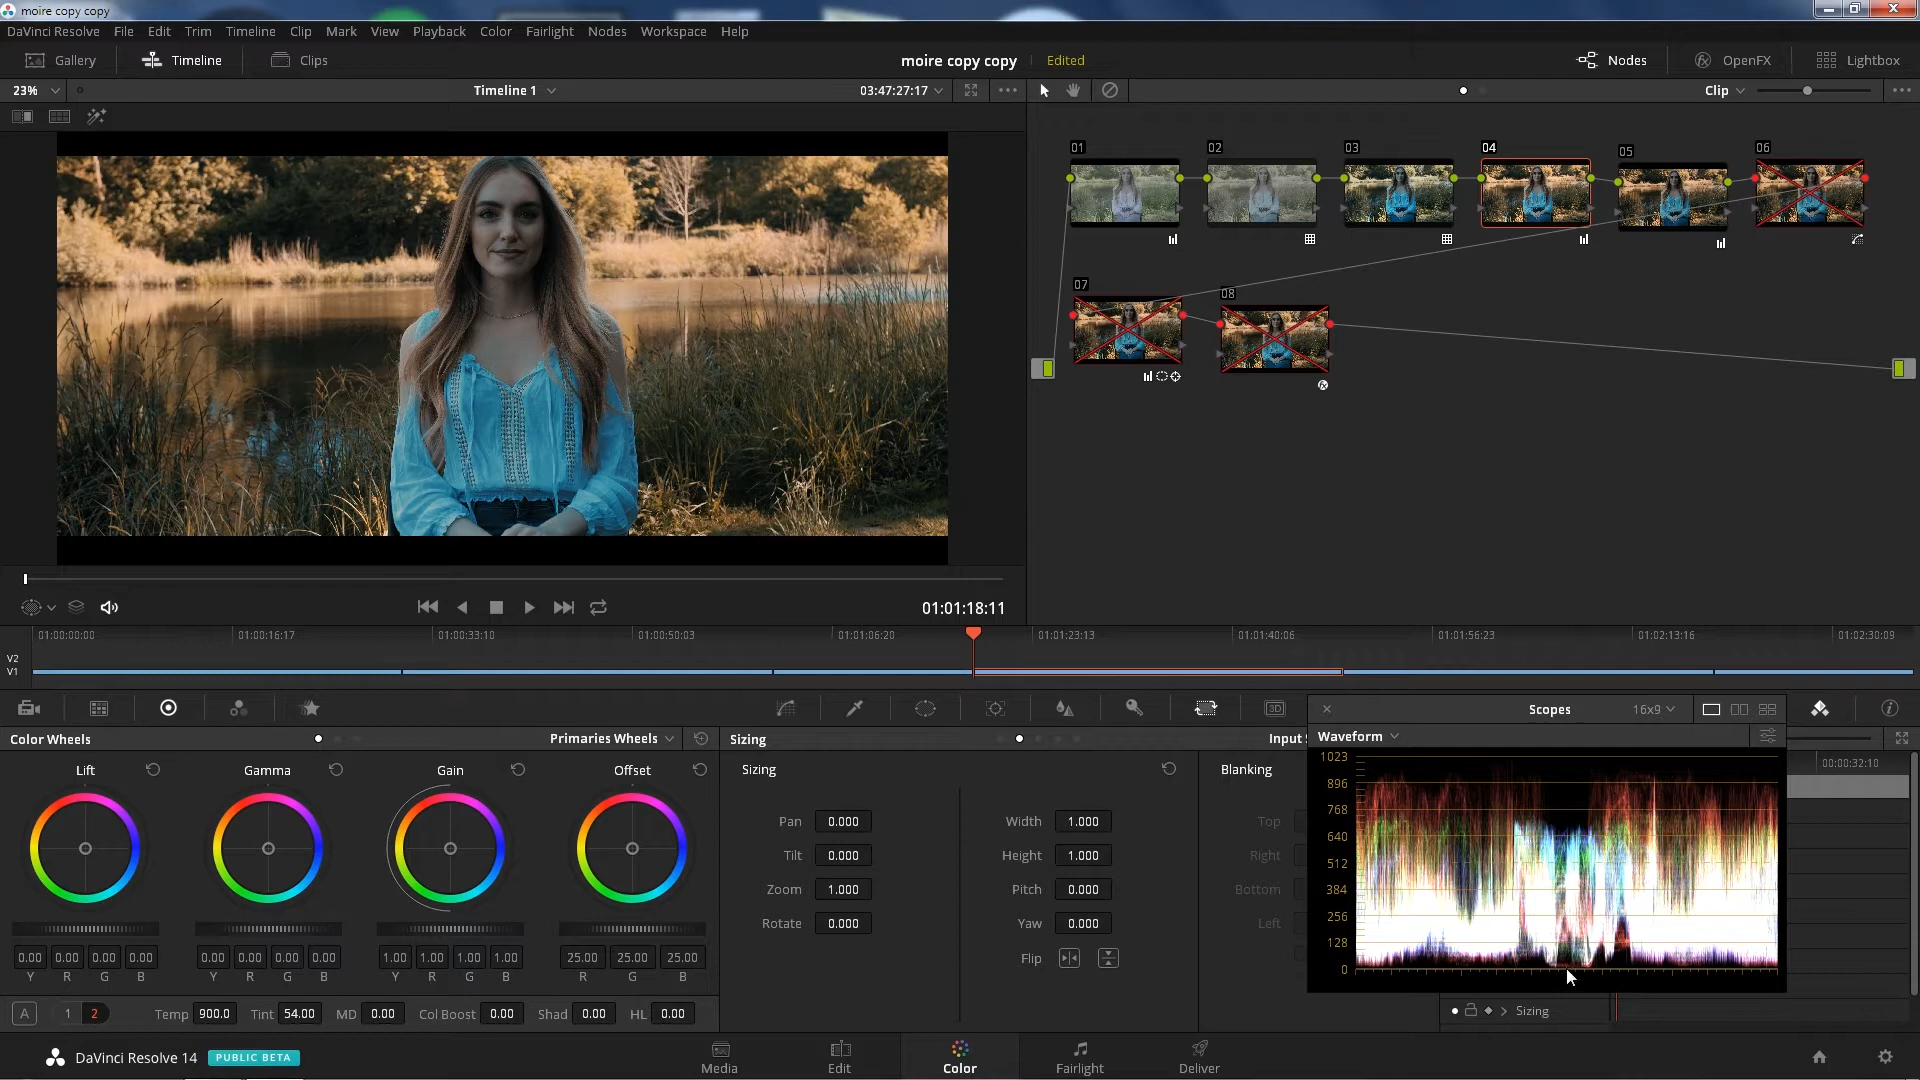 moire copy copy
DaVinci Resolve File Edit Trim Timeline Clip Mark View Playback Color Fairlight Nodes Workspace Help
Gallery Timeline Clips moire copy copy Edited Nodes OpenFX Lightbox
23% Timeline 1 03:47:27:17 Clip
01 02 03 04 05 06
07 08
01:01:18:11
01:00:00:00 01:00:16:17 01:00:33:10 01:00:50:03 01:01:06:20 01:01:23:13 01:01:40:06 01:01:56:23 01:02:13:16 01:02:30:09
V2
V1
3D
Scopes 16x9
Color Wheels Primaries Wheels Sizing Input S Waveform
Lift Gamma Gain Offset Sizing Blanking
1023
896
768
640
512
384
256
128
0
00:00:32:10
Pan 0.000 Width 1.000 Top
Tilt 0.000 Height 1.000 Right
Zoom 1.000 Pitch 0.000 Bottom
Rotate 0.000 Yaw 0.000 Left
Flip
0.00 0.00 0.00 0.00 0.00 0.00 0.00 0.00 1.00 1.00 1.00 1.00 25.00 25.00 25.00
Y R G B Y R G B Y R G B R G B
A 1 2 Temp 900.0 Tint 54.00 MD 0.00 Col Boost 0.00 Shad 0.00 HL 0.00
Sizing
DaVinci Resolve 14 PUBLIC BETA
Media Edit Color Fairlight Deliver